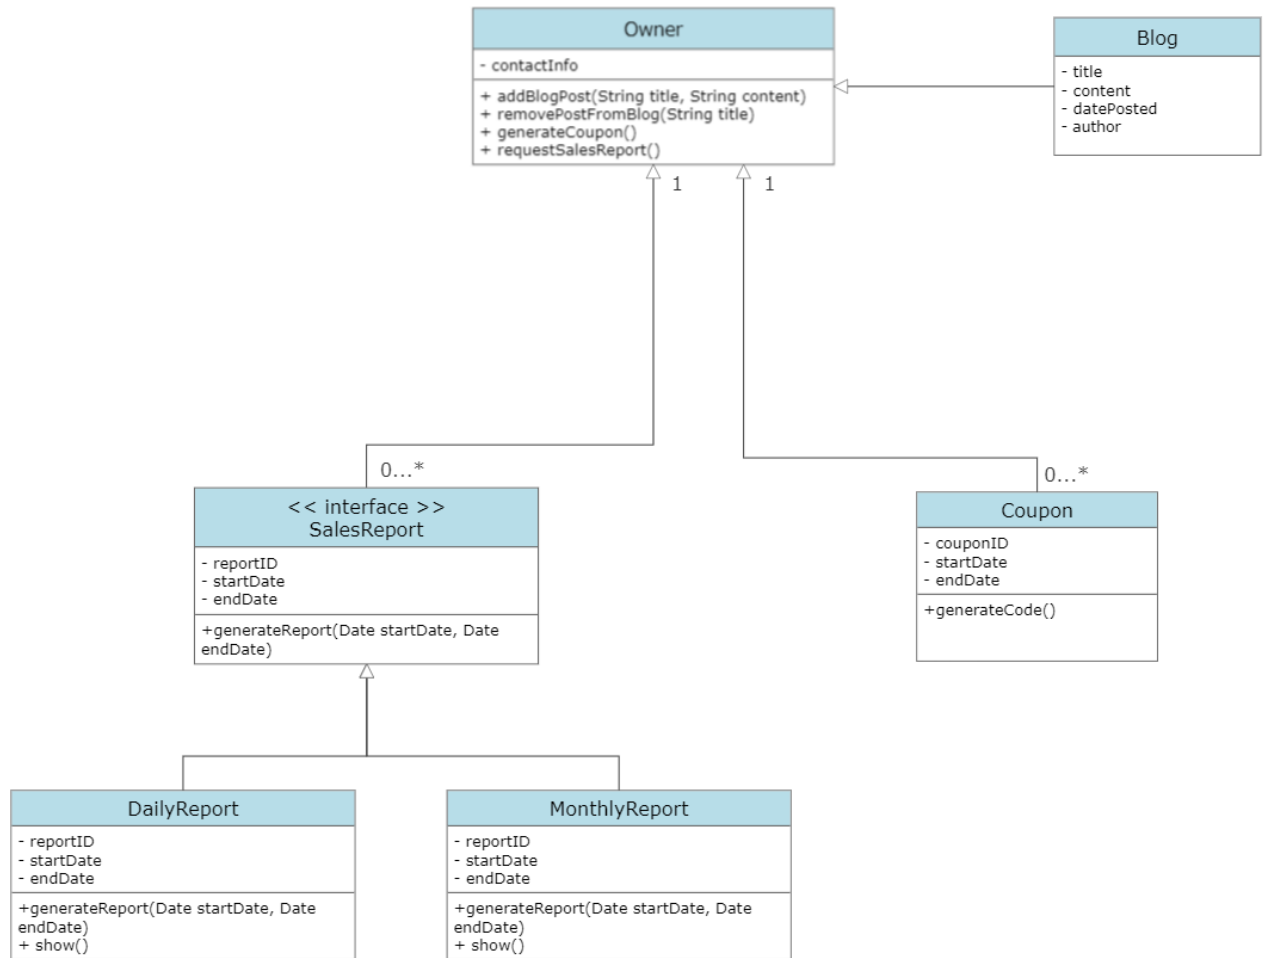 Owner
- contactInfo
+ addBlogPost(String title, String content)
+ removePostFromBlog(String title)
+ generateCoupon()
+ requestSalesReport()
Blog
- title
- content
- datePosted
- author
1
1
0...*
0...*
<< interface >>
SalesReport
- reportID
- startDate
- endDate
+generateReport(Date startDate, Date
endDate)
Coupon
- couponID
- startDate
- endDate
+generateCode()
DailyReport
- reportID
- startDate
- endDate
+generateReport(Date startDate, Date
endDate)
+ show()
MonthlyReport
- reportID
- startDate
- endDate
+generateReport(Date startDate, Date
endDate)
+ show()